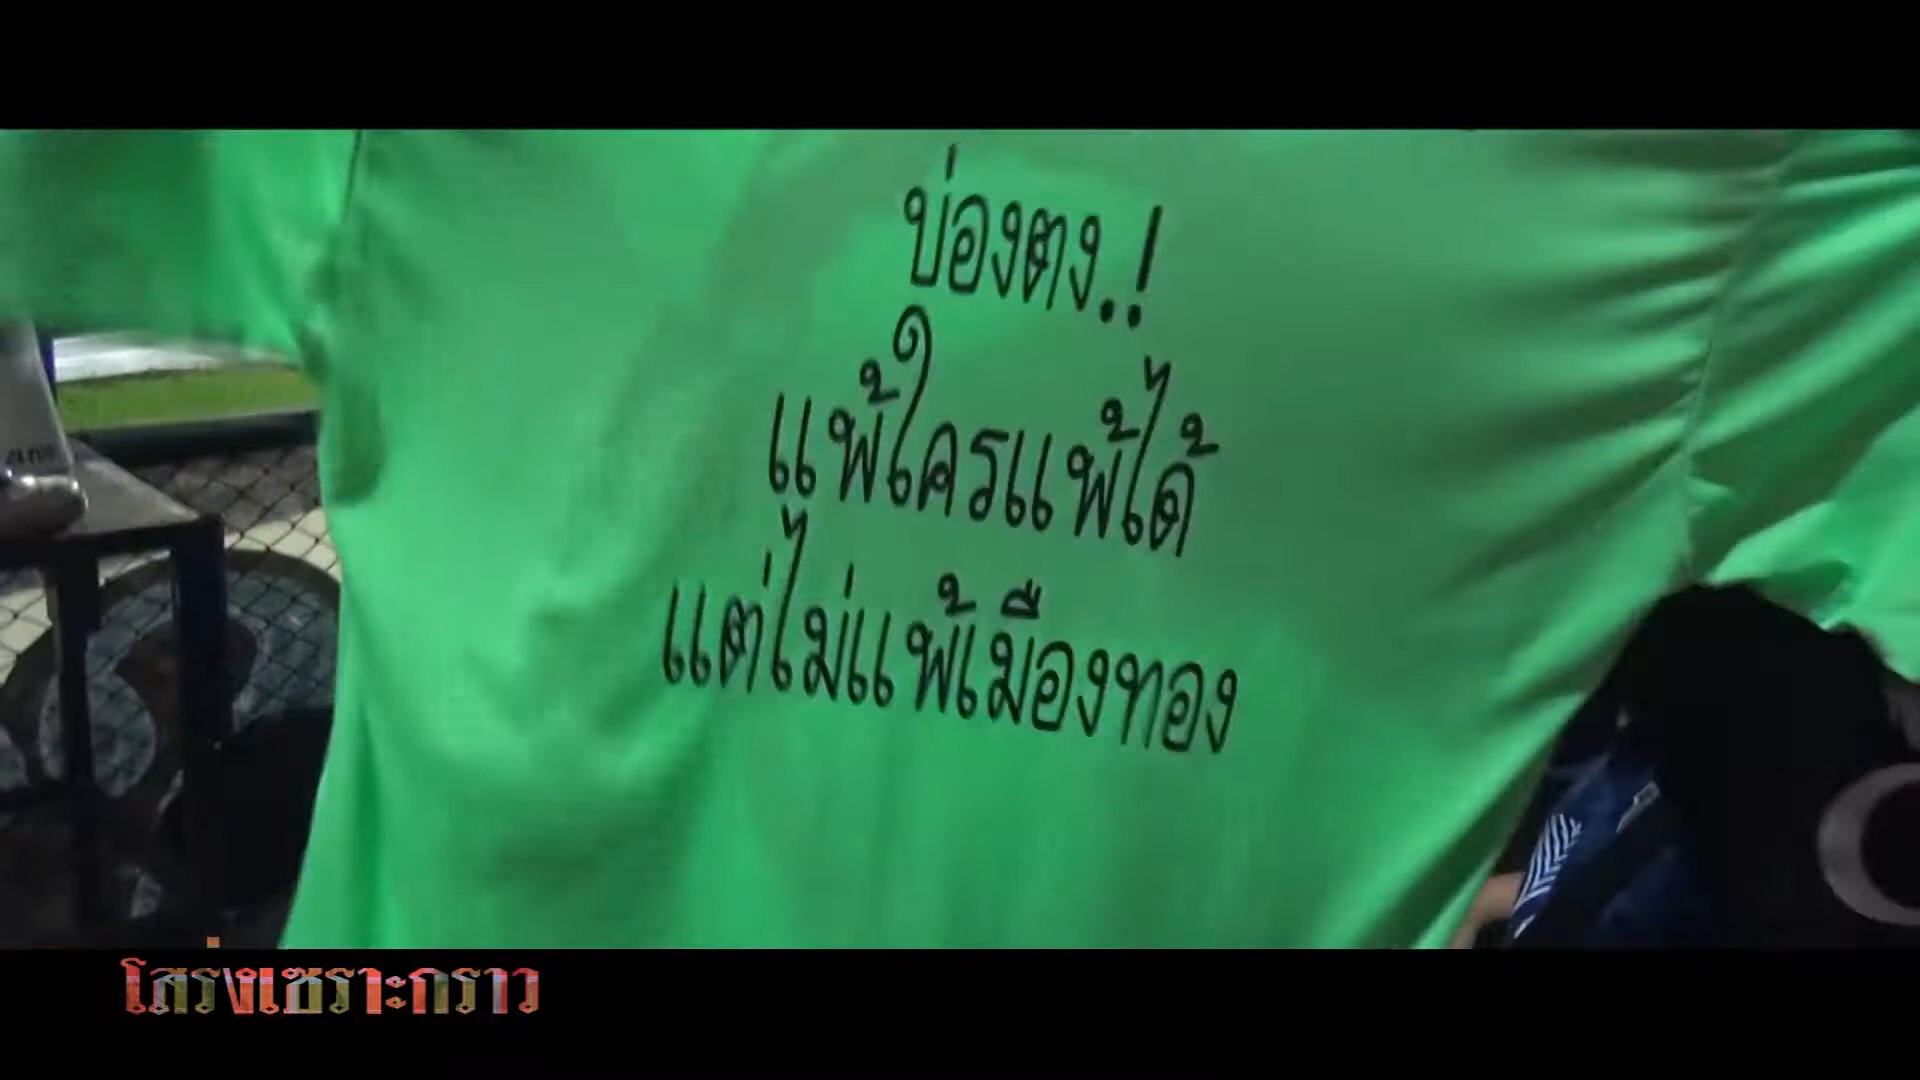 บ่องตง.!
แพ้ใครแพ้ได้
แต่ไม่แพ้เมืองทอง
โสร่งเซราะกราว